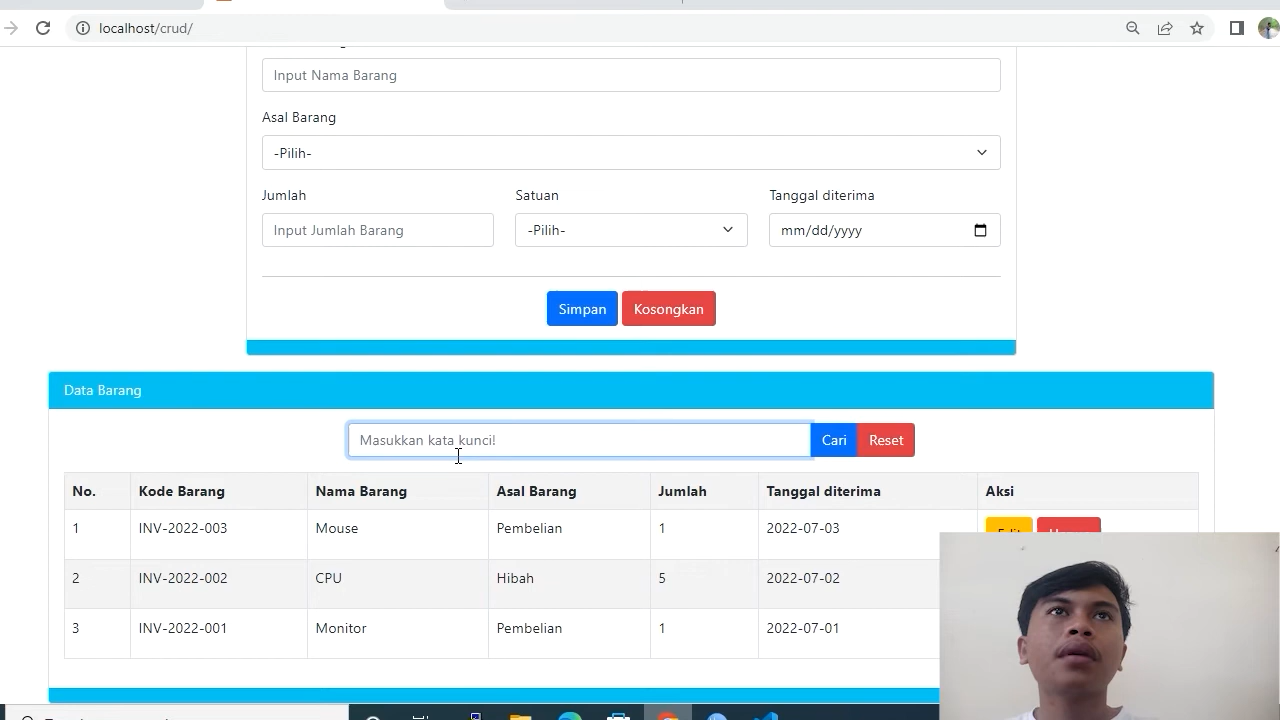 localhost/crud/
Input Nama Barang
Asal Barang
-Pilih-
Jumlah Satuan Tanggal diterima
Input Jumlah Barang -Pilih- mm/dd/yyyy
Simpan Kosongkan
Data Barang
Masukkan kata kunci! Cari Reset
No. Kode Barang Nama Barang Asal Barang Jumlah Tanggal diterima Aksi
1 INV-2022-003 Mouse Pembelian 1 2022-07-03 Edit
2 INV-2022-002 CPU Hibah 5 2022-07-02
3 INV-2022-001 Monitor Pembelian 1 2022-07-01